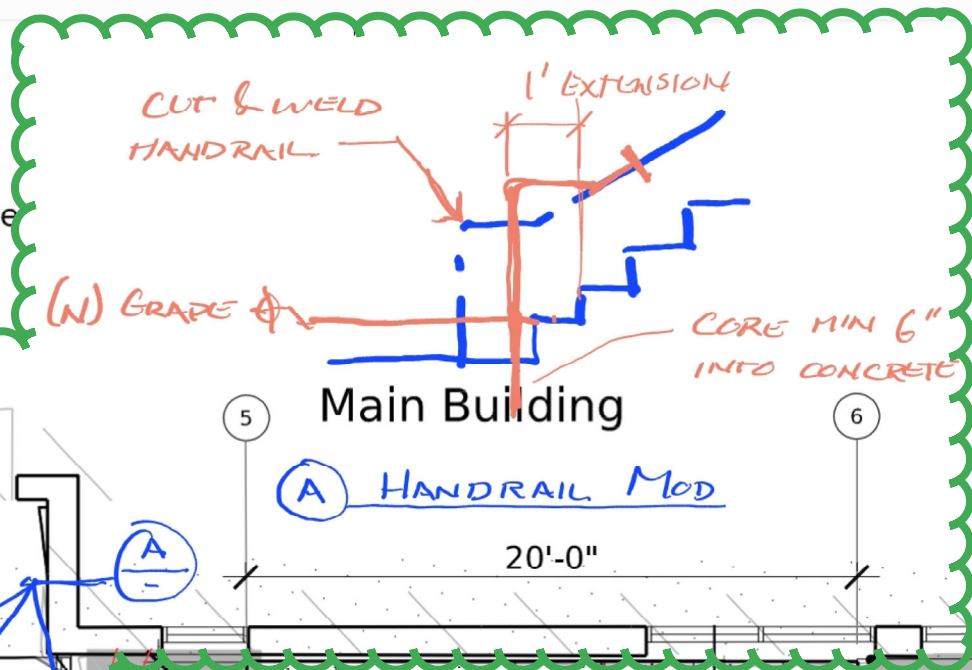 1' EXTENSION
CUT & WELD
HANDRAIL
e
(N) GRADE
CORE MIN 6"
INTO CONCRETE
Main Building
5
6
A HANDRAIL MOD
A
-
20'-0"